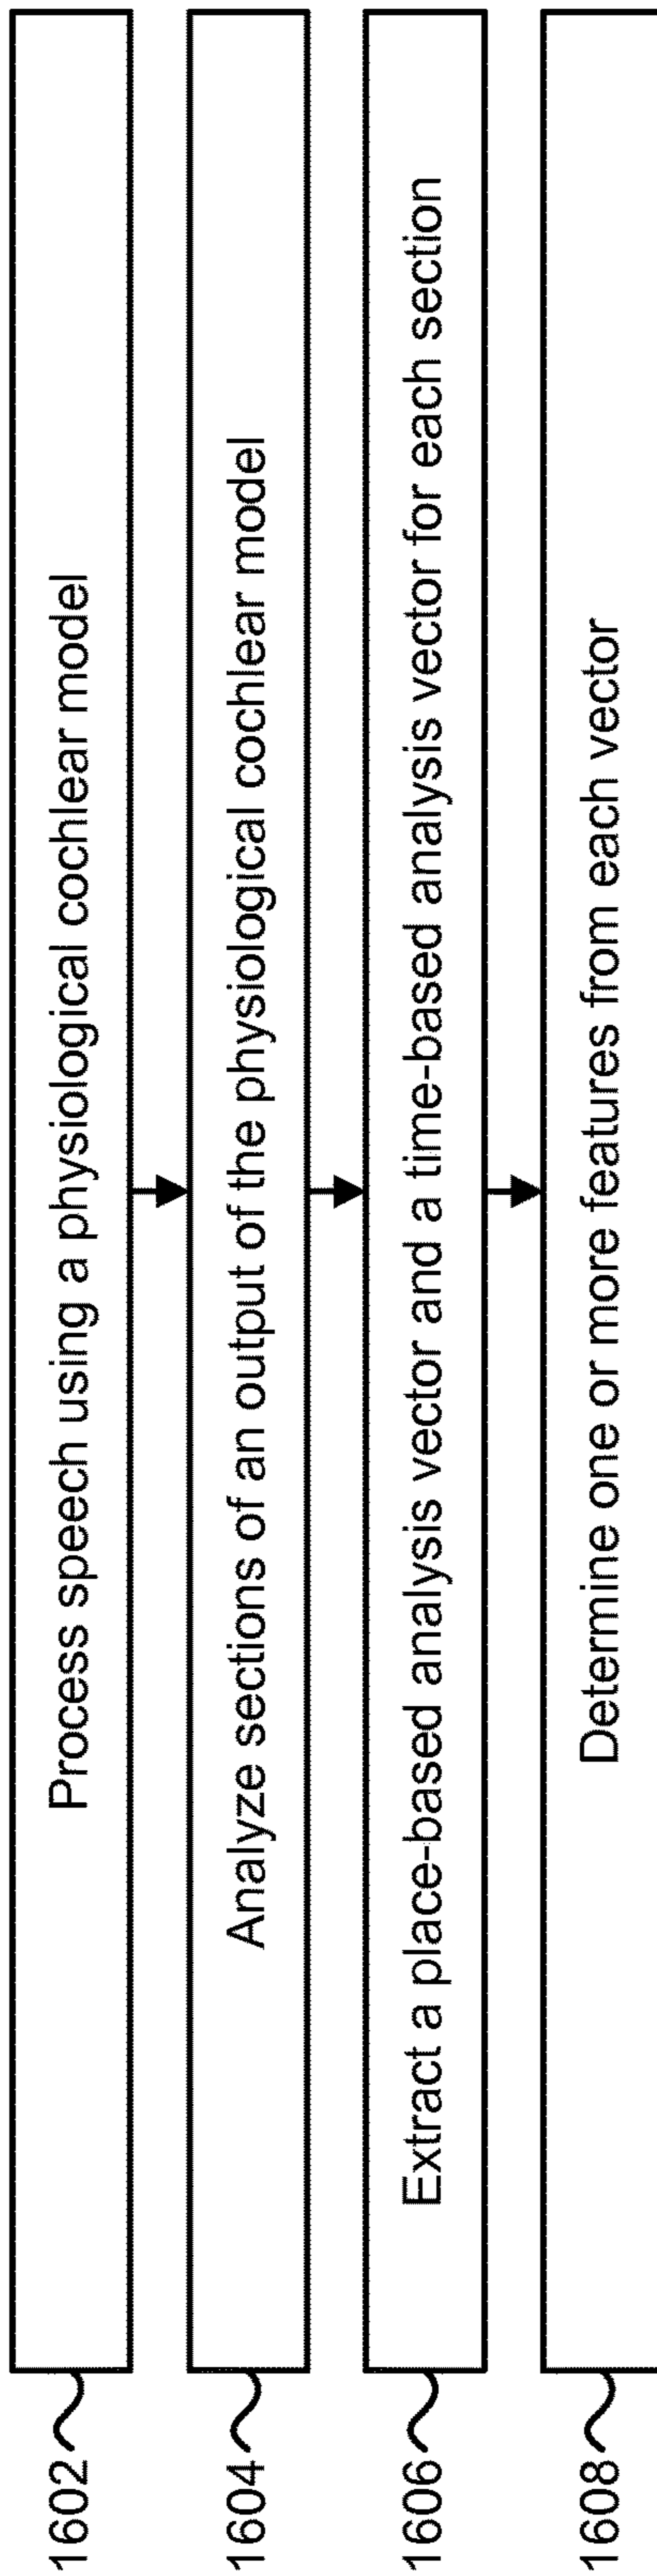 1602
Process speech using a physiological cochlear model
1604
Analyze sections of an output of the physiological cochlear model
1606
Extract a place-based analysis vector and a time-based analysis vector for each section
1608
Determine one or more features from each vector